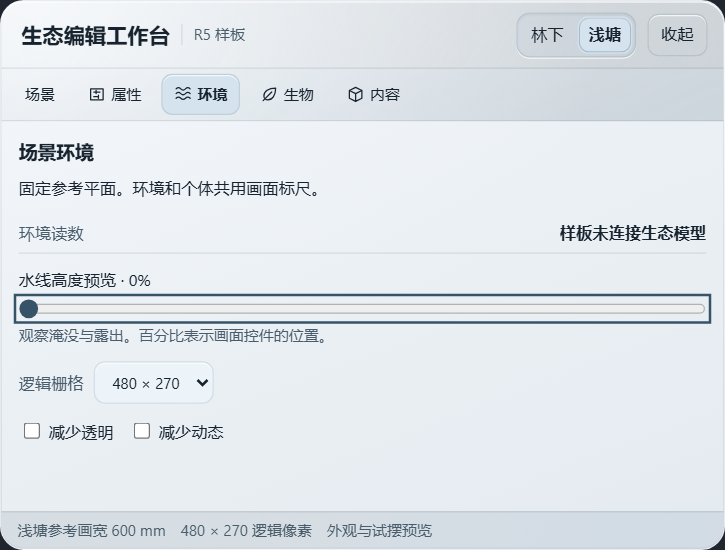 生态编辑工作台 R5 样板 林下 浅塘 收起
场景 属性 环境 生物 内容
场景环境
固定参考平面。环境和个体共用画面标尺。
环境读数 样板未连接生态模型
水线高度预览 · 0%
观察淹没与露出。百分比表示画面控件的位置。
逻辑栅格 480 × 270
减少透明 减少动态
浅塘参考画宽 600 mm 480 × 270 逻辑像素 外观与试摆预览